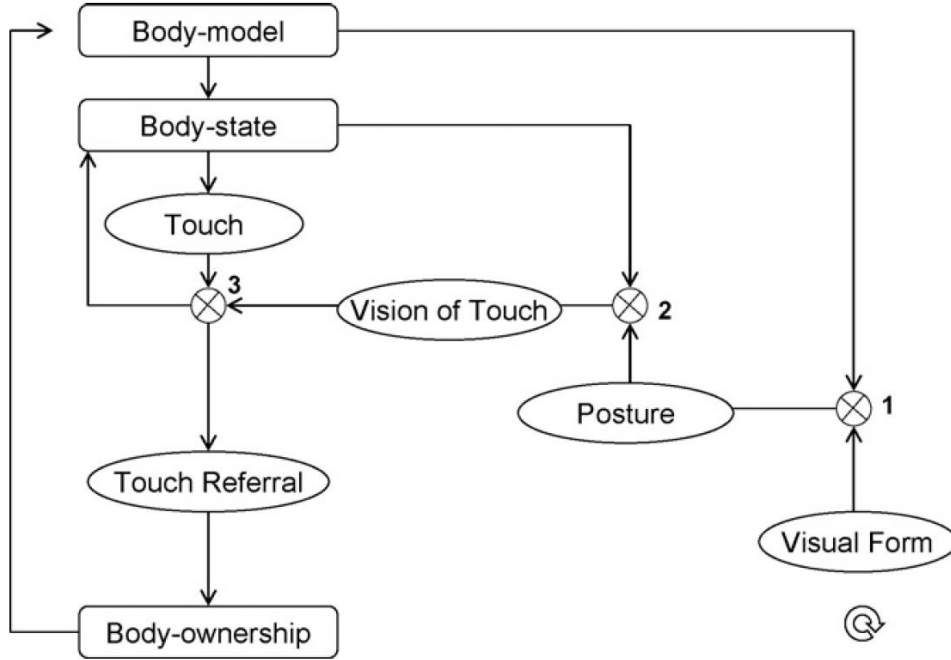 Body-model
Body-state
Touch
3
Vision of Touch
2
Posture
1
Touch Referral
Visual Form
Body-ownership